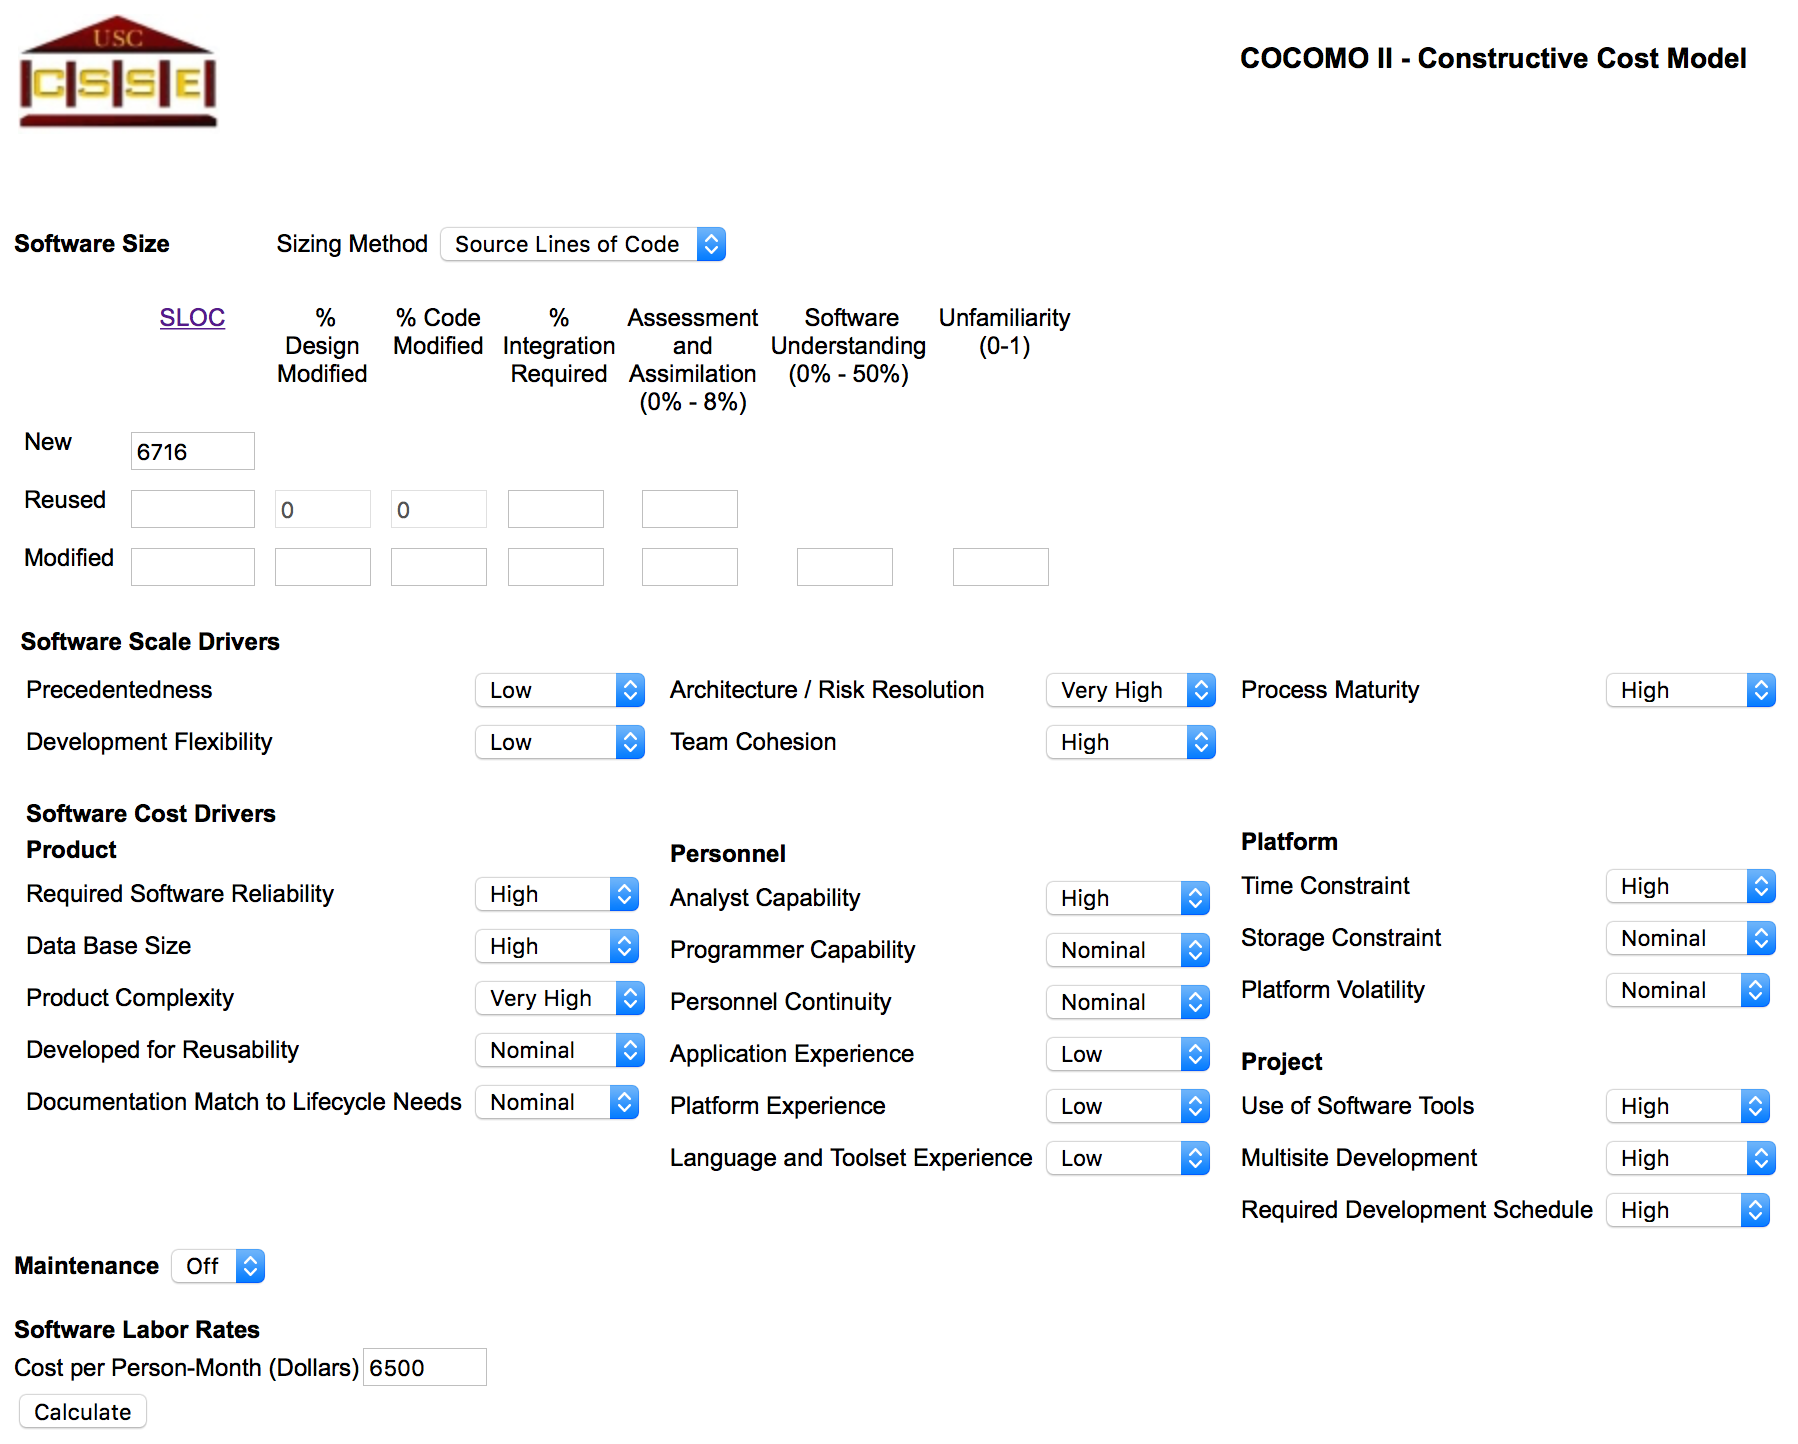 USC
CSSE
COCOMO II - Constructive Cost Model
Software Size Sizing Method Source Lines of Code
SLOC % Design Modified % Code Modified % Integration Required Assessment and Assimilation (0% - 8%) Software Understanding (0% - 50%) Unfamiliarity (0-1)
New 6716
Reused 0 0
Modified
Software Scale Drivers
Precedentedness Low Architecture / Risk Resolution Very High Process Maturity High
Development Flexibility Low Team Cohesion High
Software Cost Drivers
Product
Required Software Reliability High
Data Base Size High
Product Complexity Very High
Developed for Reusability Nominal
Documentation Match to Lifecycle Needs Nominal
Personnel
Analyst Capability High
Programmer Capability Nominal
Personnel Continuity Nominal
Application Experience Low
Platform Experience Low
Language and Toolset Experience Low
Platform
Time Constraint High
Storage Constraint Nominal
Platform Volatility Nominal
Project
Use of Software Tools High
Multisite Development High
Required Development Schedule High
Maintenance Off
Software Labor Rates
Cost per Person-Month (Dollars) 6500
Calculate